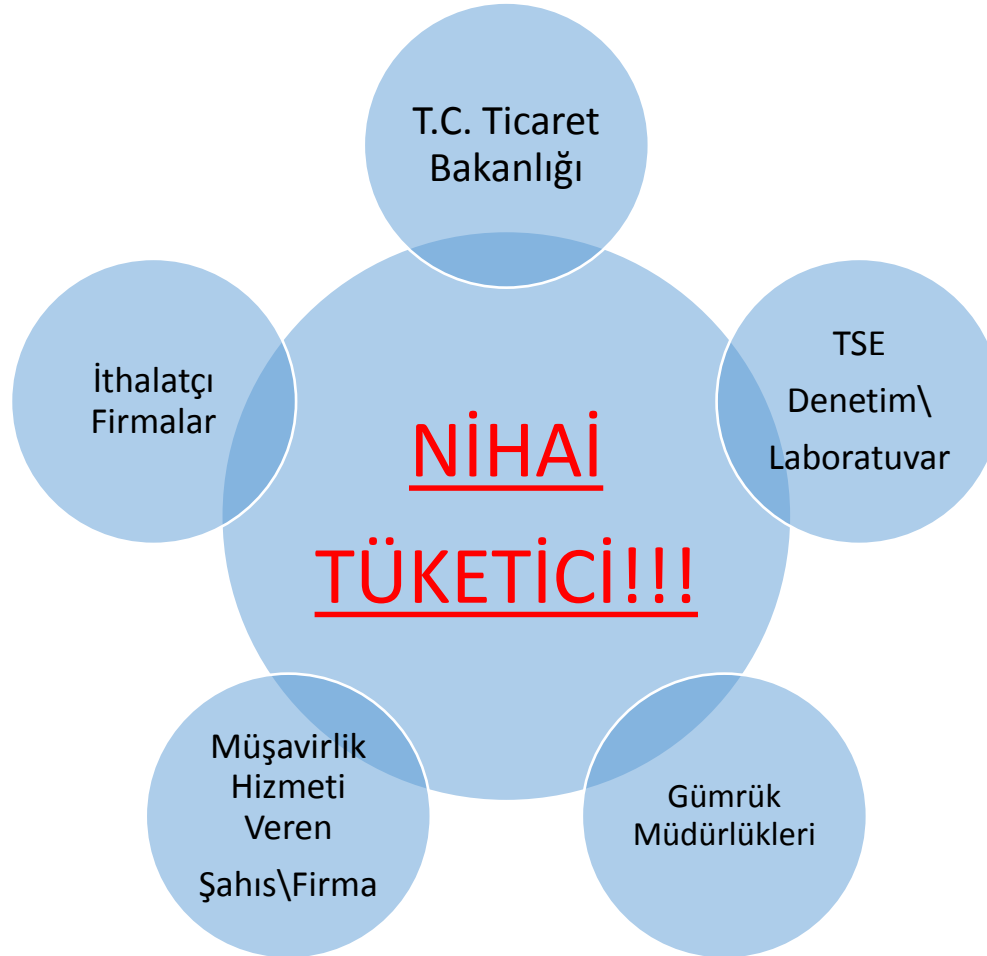 T.C. Ticaret
Bakanlığı
TSE
Denetim\
Laboratuvar
İthalatçı
Firmalar
NİHAİ
TÜKETİCİ!!!
Müşavirlik
Hizmeti
Veren
Şahıs\Firma
Gümrük
Müdürlükleri